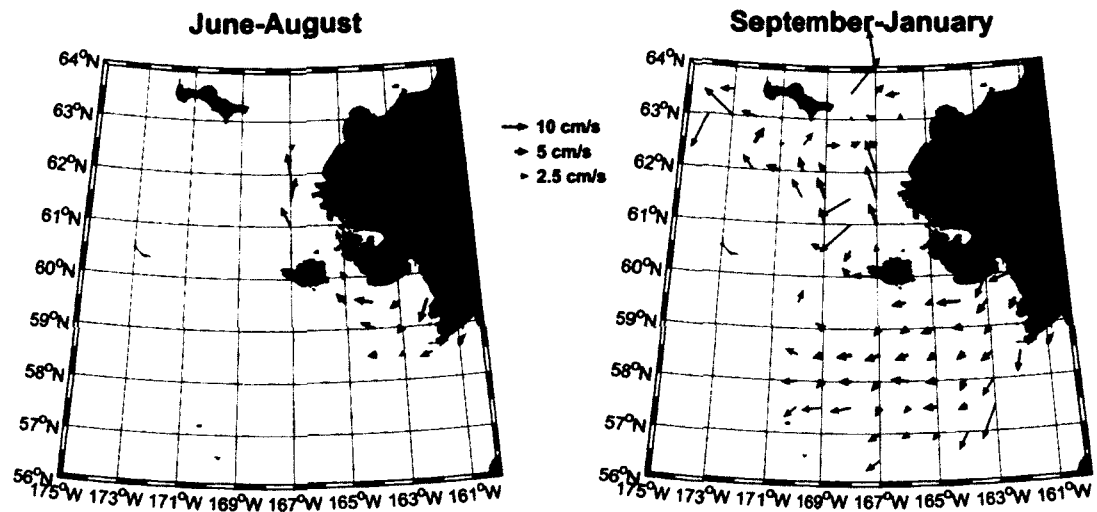 June-August
September-January
64°N
63°N
62°N
61°N
60°N
59°N
58°N
57°N
56°N
175°W 173°W 171°W 169°W 167°W 165°W 163°W 161°W
10 cm/s
5 cm/s
2.5 cm/s
64°N
63°N
62°N
61°N
60°N
59°N
58°N
57°N
56°N
175°W 173°W 171°W 169°W 167°W 165°W 163°W 161°W